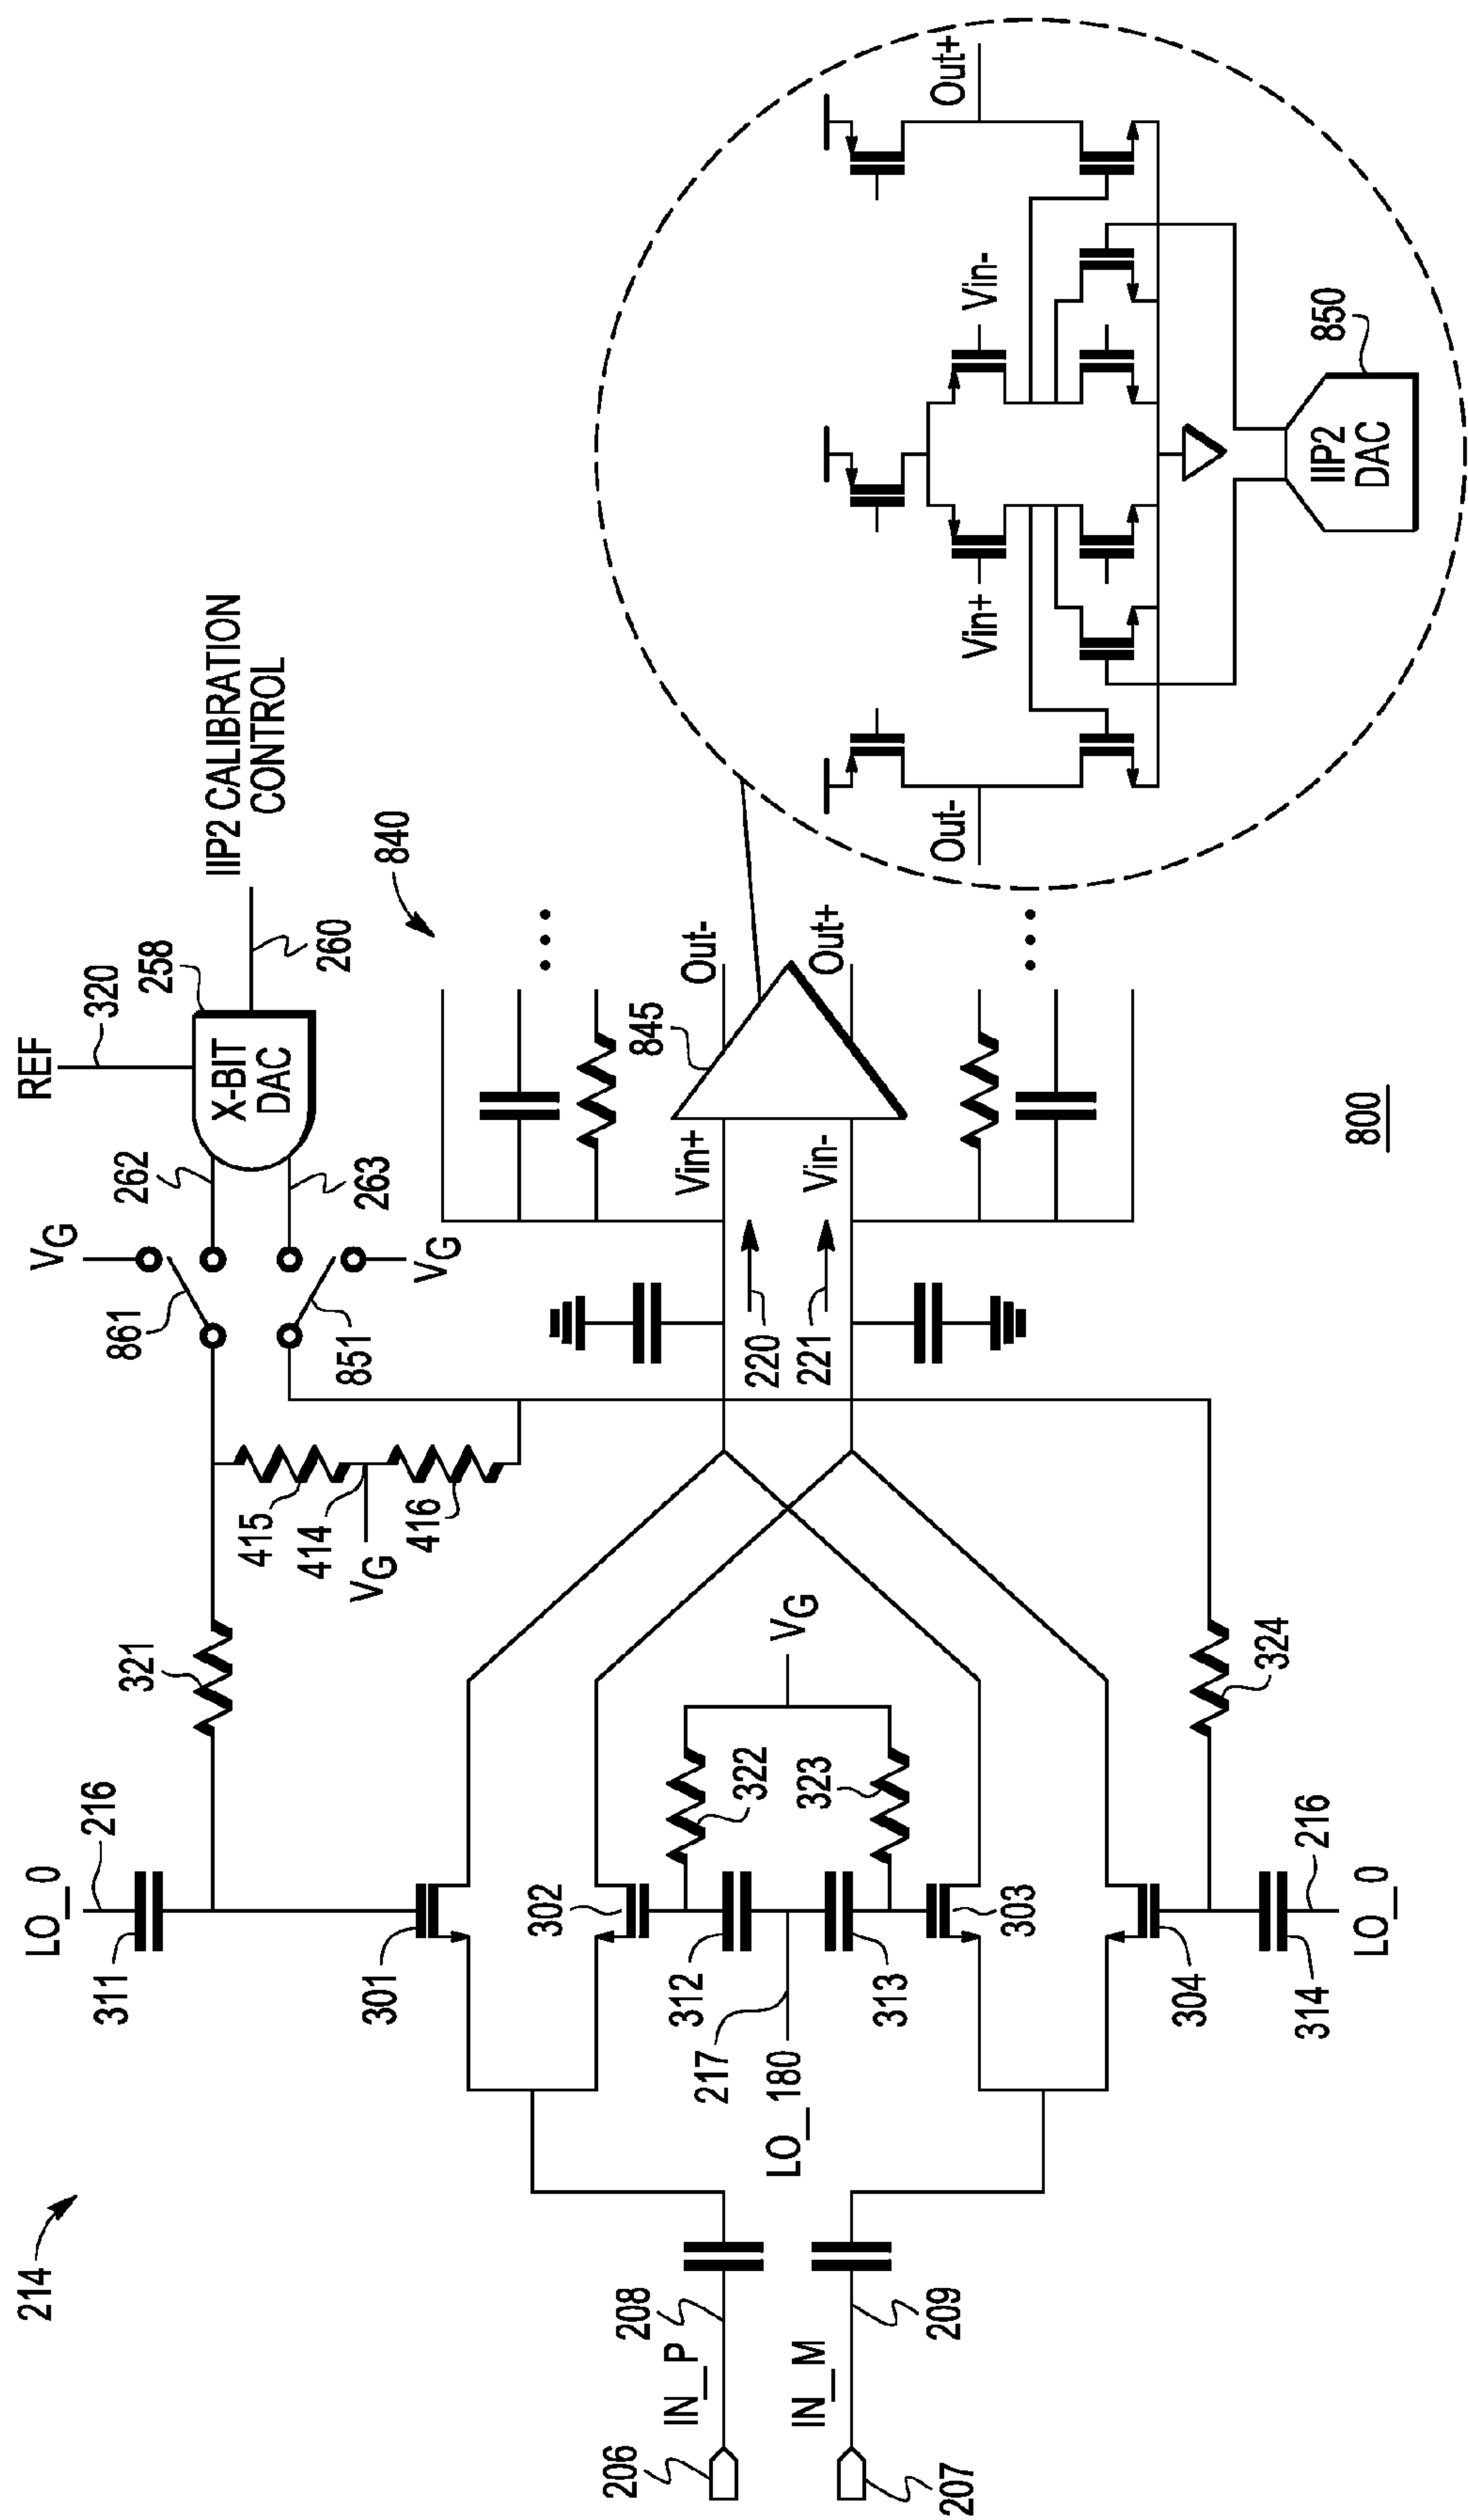 214
REF
320
258
X-BIT
DAC
IIP2 CALIBRATION
CONTROL
260
262
263
VG
VG
861
851
LO_0
216
311
321
415
414
VG
416
840
301
302
312
322
VG
323
313
303
217
LO_180
304
324
216
314
LO_0
206
IN_P
208
IN_M
207
209
220
221
Vin+
Vin-
845
Out-
Out+
Out-
Vin+
Vin-
Out+
IIP2
DAC
850
800